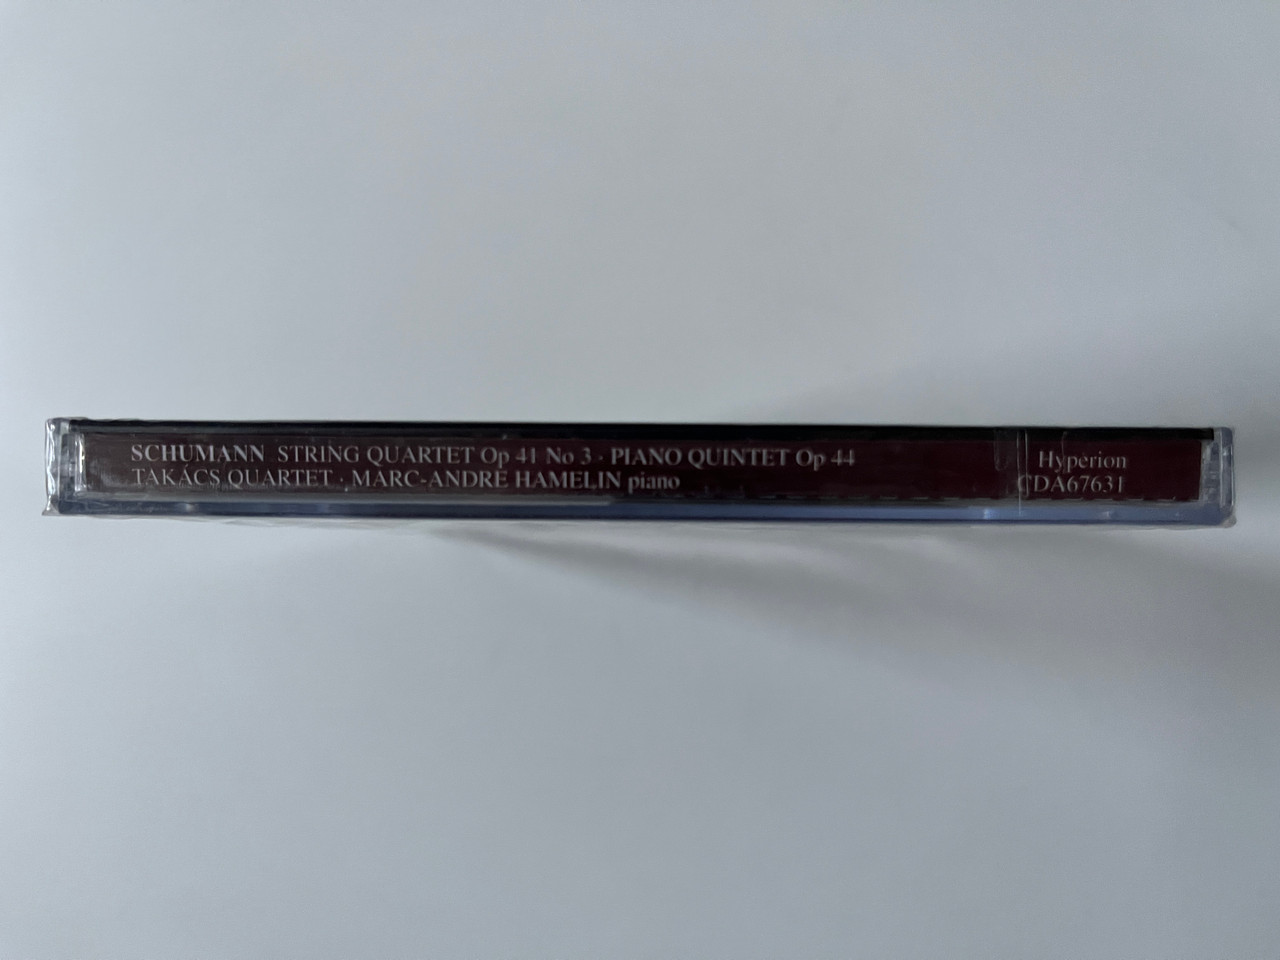 SCHUMANN STRING QUARTET Op 41 No 3 · PIANO QUINTET Op 44
TAKÁCS QUARTET · MARC-ANDRÉ HAMELIN piano
Hyperion
CDA67631